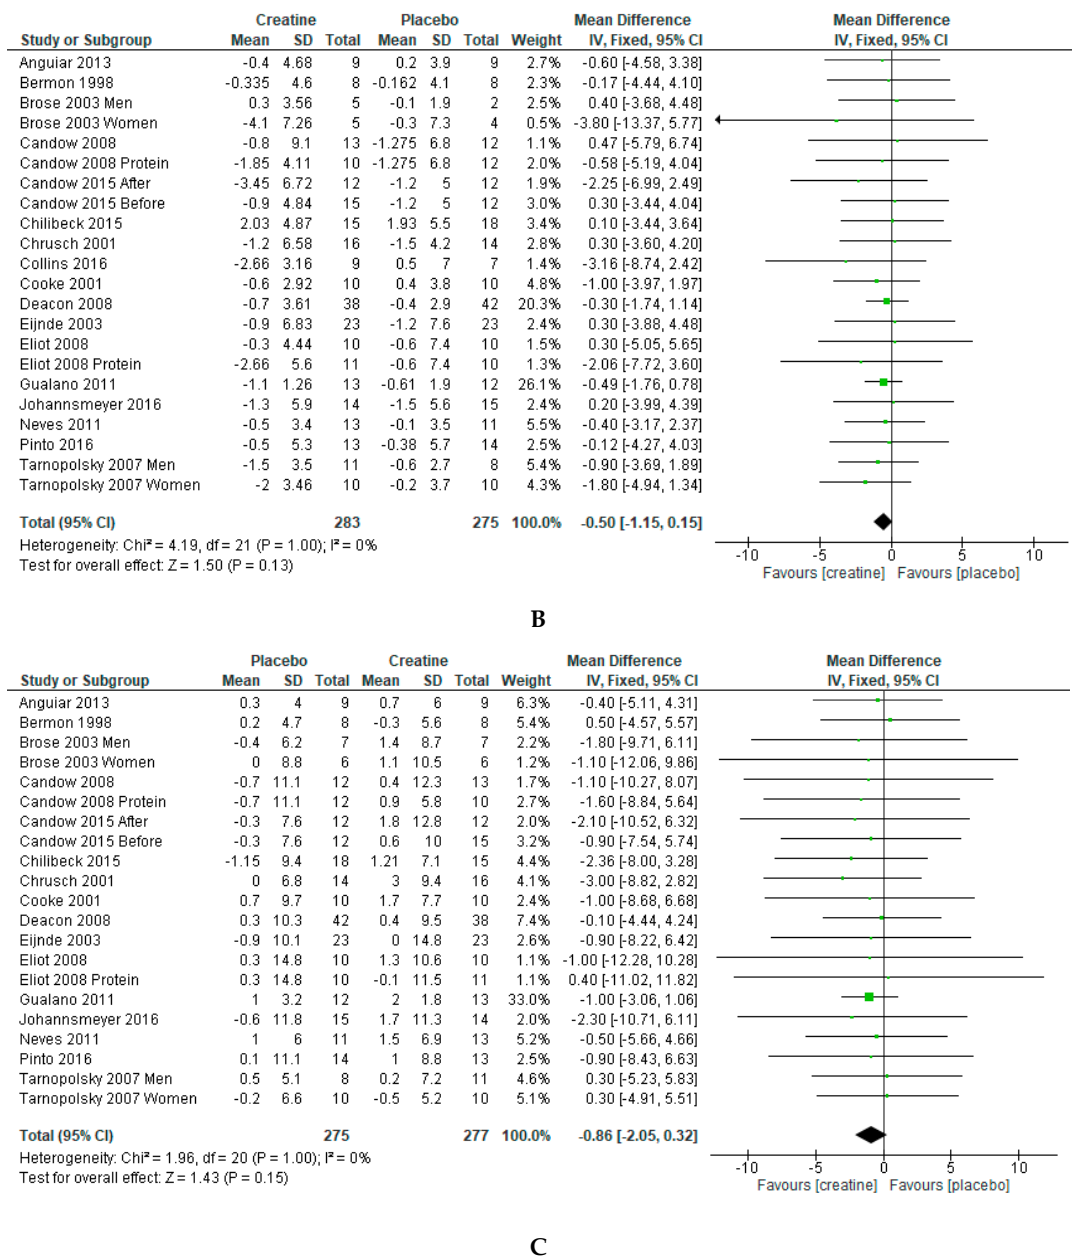 Creatine Placebo Mean Difference Mean Difference
Study or Subgroup Mean SD Total Mean SD Total Weight IV, Fixed, 95% CI IV, Fixed, 95% CI
Anguiar 2013 -0.4 4.68 9 0.2 3.9 9 2.7% -0.60 [-4.58, 3.38]
Bermon 1998 -0.335 4.6 8 -0.162 4.1 8 2.3% -0.17 [-4.44, 4.10]
Brose 2003 Men 0.3 3.56 5 -0.1 1.9 2 2.5% 0.40 [-3.68, 4.48]
Brose 2003 Women -4.1 7.26 5 -0.3 7.3 4 0.5% -3.80 [-13.37, 5.77]
Candow 2008 -0.8 9.1 13 -1.275 6.8 12 1.1% 0.47 [-5.79, 6.74]
Candow 2008 Protein -1.85 4.11 10 -1.275 6.8 12 2.0% -0.58 [-5.19, 4.04]
Candow 2015 After -3.45 6.72 12 -1.2 5 12 1.9% -2.25 [-6.99, 2.49]
Candow 2015 Before -0.9 4.84 15 -1.2 5 12 3.0% 0.30 [-3.44, 4.04]
Chilibeck 2015 2.03 4.87 15 1.93 5.5 18 3.4% 0.10 [-3.44, 3.64]
Chrusch 2001 -1.2 6.58 16 -1.5 4.2 14 2.8% 0.30 [-3.60, 4.20]
Collins 2016 -2.66 3.16 9 0.5 7 7 1.4% -3.16 [-8.74, 2.42]
Cooke 2001 -0.6 2.92 10 0.4 3.8 10 4.8% -1.00 [-3.97, 1.97]
Deacon 2008 -0.7 3.61 38 -0.4 2.9 42 20.3% -0.30 [-1.74, 1.14]
Eijnde 2003 -0.9 6.83 23 -1.2 7.6 23 2.4% 0.30 [-3.88, 4.48]
Eliot 2008 -0.3 4.44 10 -0.6 7.4 10 1.5% 0.30 [-5.05, 5.65]
Eliot 2008 Protein -2.66 5.6 11 -0.6 7.4 10 1.3% -2.06 [-7.72, 3.60]
Gualano 2011 -1.1 1.26 13 -0.61 1.9 12 26.1% -0.49 [-1.76, 0.78]
Johannsmeyer 2016 -1.3 5.9 14 -1.5 5.6 15 2.4% 0.20 [-3.99, 4.39]
Neves 2011 -0.5 3.4 13 -0.1 3.5 11 5.5% -0.40 [-3.17, 2.37]
Pinto 2016 -0.5 5.3 13 -0.38 5.7 14 2.5% -0.12 [-4.27, 4.03]
Tarnopolsky 2007 Men -1.5 3.5 11 -0.6 2.7 8 5.4% -0.90 [-3.69, 1.89]
Tarnopolsky 2007 Women -2 3.46 10 -0.2 3.7 10 4.3% -1.80 [-4.94, 1.34]
Total (95% CI) 283 275 100.0% -0.50 [-1.15, 0.15]
Heterogeneity: Chi² = 4.19, df = 21 (P = 1.00); I² = 0%
Test for overall effect: Z = 1.50 (P = 0.13)
-10 -5 0 5 10
Favours [creatine] Favours [placebo]
B
Placebo Creatine Mean Difference Mean Difference
Study or Subgroup Mean SD Total Mean SD Total Weight IV, Fixed, 95% CI IV, Fixed, 95% CI
Anguiar 2013 0.3 4 9 0.7 6 9 6.3% -0.40 [-5.11, 4.31]
Bermon 1998 0.2 4.7 8 -0.3 5.6 8 5.5% 0.50 [-4.57, 5.57]
Brose 2003 Men -0.4 6.2 7 1.4 8.7 7 2.2% -1.80 [-9.71, 6.11]
Brose 2003 Women 0 8.8 6 1.1 10.5 6 1.2% -1.10 [-12.06, 9.86]
Candow 2008 -0.7 11.1 12 0.4 12.3 13 1.7% -1.10 [-10.27, 8.07]
Candow 2008 Protein -0.7 11.1 12 0.9 5.8 10 2.7% -1.60 [-8.84, 5.64]
Candow 2015 After -0.3 7.6 12 1.8 12.8 12 2.0% -2.10 [-10.52, 6.32]
Candow 2015 Before -0.3 7.6 12 0.6 10 15 3.2% -0.90 [-7.54, 5.74]
Chilibeck 2015 -1.15 9.4 18 1.21 7.1 15 4.4% -2.36 [-8.00, 3.28]
Chrusch 2001 0 6.8 14 3 9.4 16 4.1% -3.00 [-8.82, 2.82]
Cooke 2001 0.7 9.7 10 1.7 7.7 10 2.4% -1.00 [-8.68, 6.68]
Deacon 2008 0.3 10.3 42 0.4 9.5 38 7.4% -0.10 [-4.44, 4.24]
Eijnde 2003 -0.9 10.1 23 0 14.8 23 2.6% -0.90 [-8.22, 6.42]
Eliot 2008 0.3 14.8 10 1.3 10.6 10 1.1% -1.00 [-12.28, 10.28]
Eliot 2008 Protein 0.3 14.8 10 -0.1 11.5 11 1.1% 0.40 [-11.02, 11.82]
Gualano 2011 1 3.2 12 2 1.8 13 33.0% -1.00 [-3.06, 1.06]
Johannsmeyer 2016 -0.6 11.8 15 1.7 11.3 14 2.0% -2.30 [-10.71, 6.11]
Neves 2011 1 6 11 1.5 6.9 13 5.2% -0.50 [-5.66, 4.66]
Pinto 2016 0.1 11.1 14 1 8.8 13 2.5% -0.90 [-8.43, 6.63]
Tarnopolsky 2007 Men 0.5 5.1 8 0.2 7.2 11 4.6% 0.30 [-5.23, 5.83]
Tarnopolsky 2007 Women -0.2 6.6 10 -0.5 5.2 10 5.1% 0.30 [-4.91, 5.51]
Total (95% CI) 275 277 100.0% -0.86 [-2.05, 0.32]
Heterogeneity: Chi² = 1.96, df = 20 (P = 1.00); I² = 0%
Test for overall effect: Z = 1.43 (P = 0.15)
-10 -5 0 5 10
Favours [creatine] Favours [placebo]
C